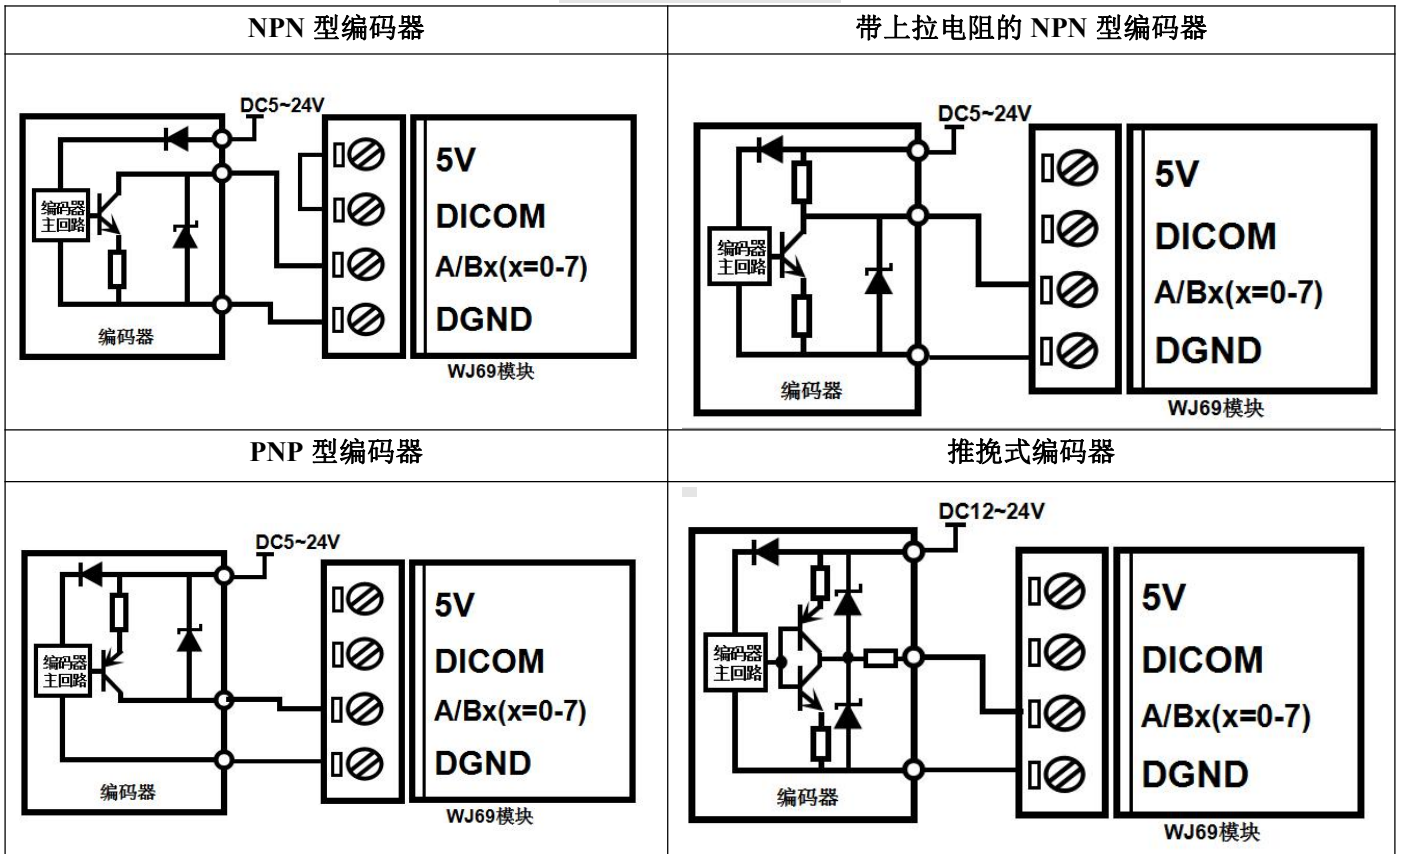 NPN 型编码器
带上拉电阻的 NPN 型编码器
DC5~24V
编码器
主回路
5V
DICOM
A/Bx(x=0-7)
DGND
编码器
WJ69模块
DC5~24V
编码器
主回路
5V
DICOM
A/Bx(x=0-7)
DGND
编码器
WJ69模块
PNP 型编码器
推挽式编码器
DC5~24V
编码器
主回路
5V
DICOM
A/Bx(x=0-7)
DGND
编码器
WJ69模块
DC12~24V
编码器
主回路
5V
DICOM
A/Bx(x=0-7)
DGND
编码器
WJ69模块